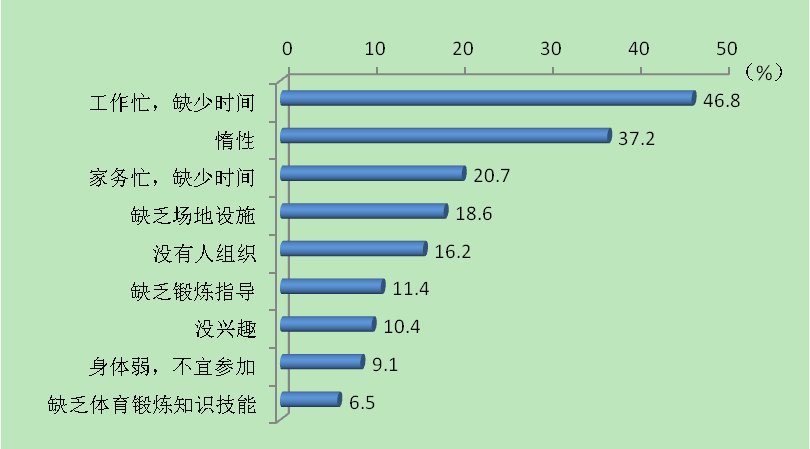 0 10 20 30 40 50
（%）
工作忙，缺少时间 46.8
惰性 37.2
家务忙，缺少时间 20.7
缺乏场地设施 18.6
没有人组织 16.2
缺乏锻炼指导 11.4
没兴趣 10.4
身体弱，不宜参加 9.1
缺乏体育锻炼知识技能 6.5